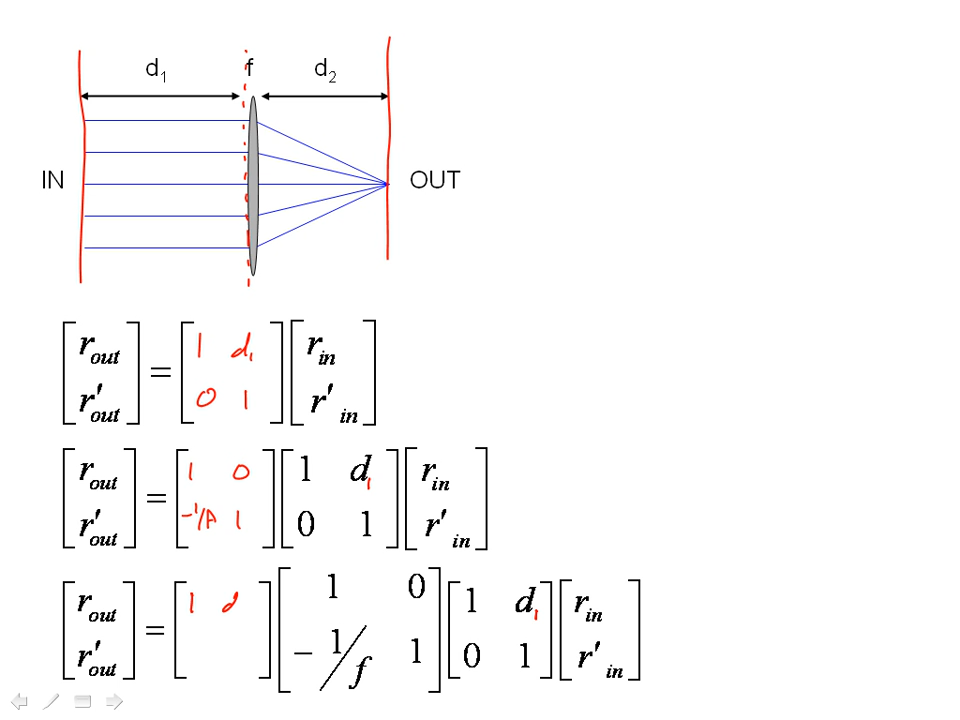 d1 f d2
IN OUT
[r_out; r'_out] = [1 d1; 0 1] [r_in; r'_in]
[r_out; r'_out] = [1 0; -1/f 1] [1 d1; 0 1] [r_in; r'_in]
[r_out; r'_out] = [1 d] [1 0; -1/f 1] [1 d1; 0 1] [r_in; r'_in]